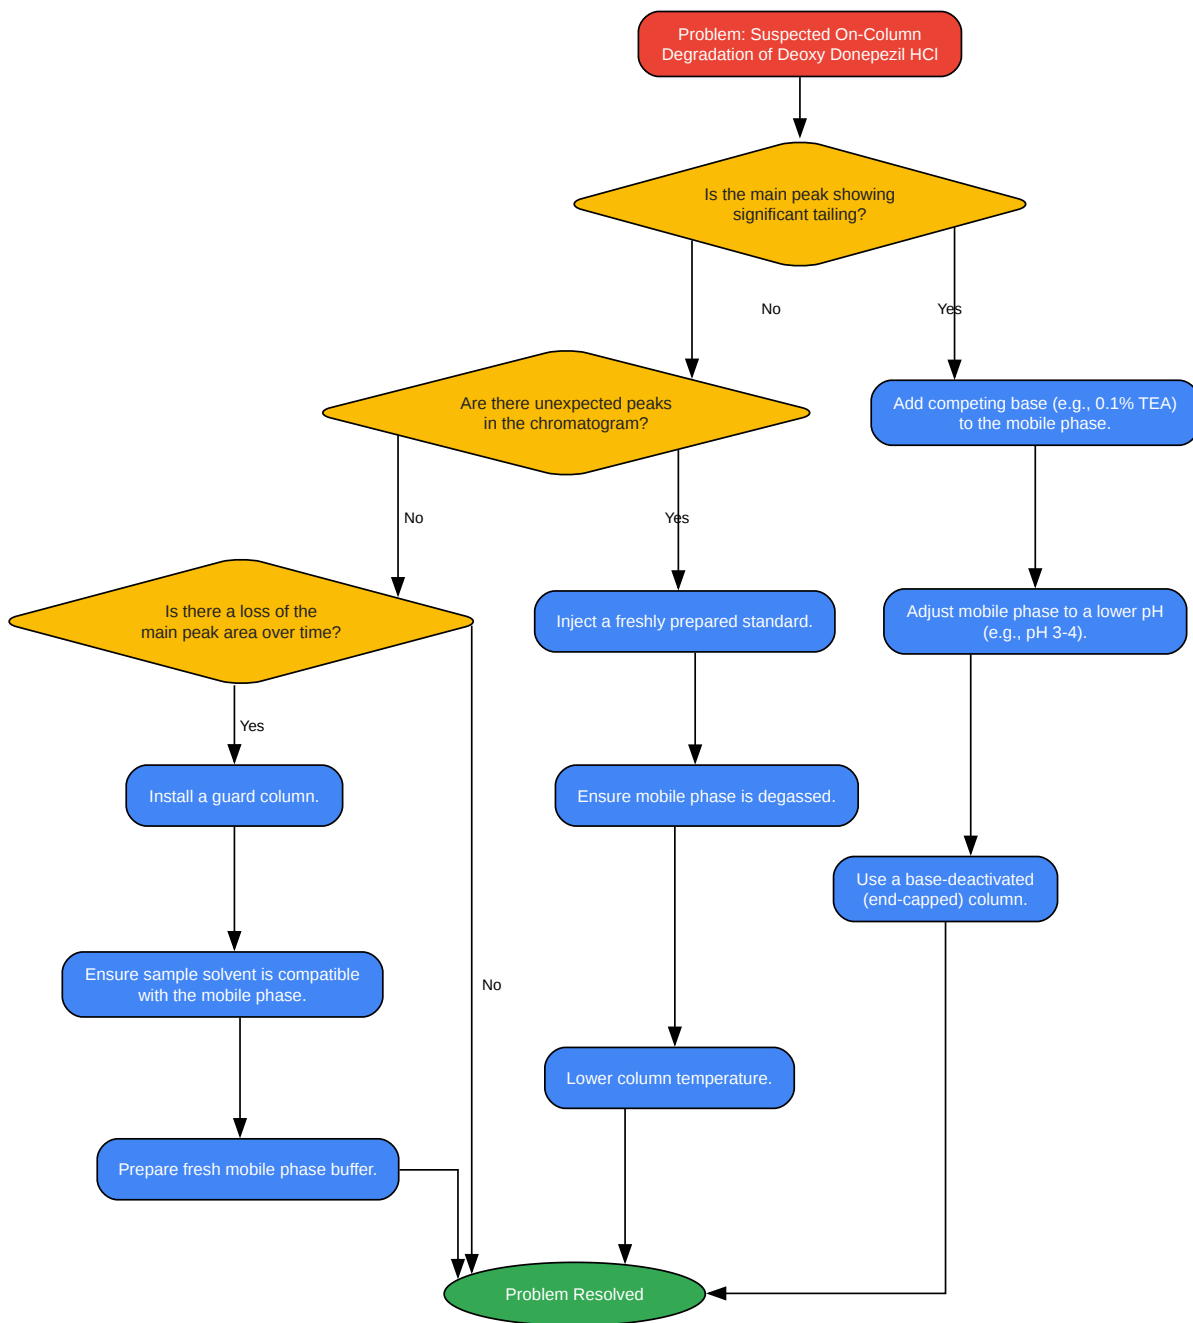 Problem: Suspected On-Column
Degradation of Deoxy Donepezil HCl
Is the main peak showing
significant tailing?
No
Yes
Are there unexpected peaks
in the chromatogram?
Add competing base (e.g., 0.1% TEA)
to the mobile phase.
No
Yes
Is there a loss of the
main peak area over time?
Inject a freshly prepared standard.
Adjust mobile phase to a lower pH
(e.g., pH 3-4).
Yes
Install a guard column.
Ensure mobile phase is degassed.
Use a base-deactivated
(end-capped) column.
Ensure sample solvent is compatible
with the mobile phase.
No
Lower column temperature.
Prepare fresh mobile phase buffer.
Problem Resolved